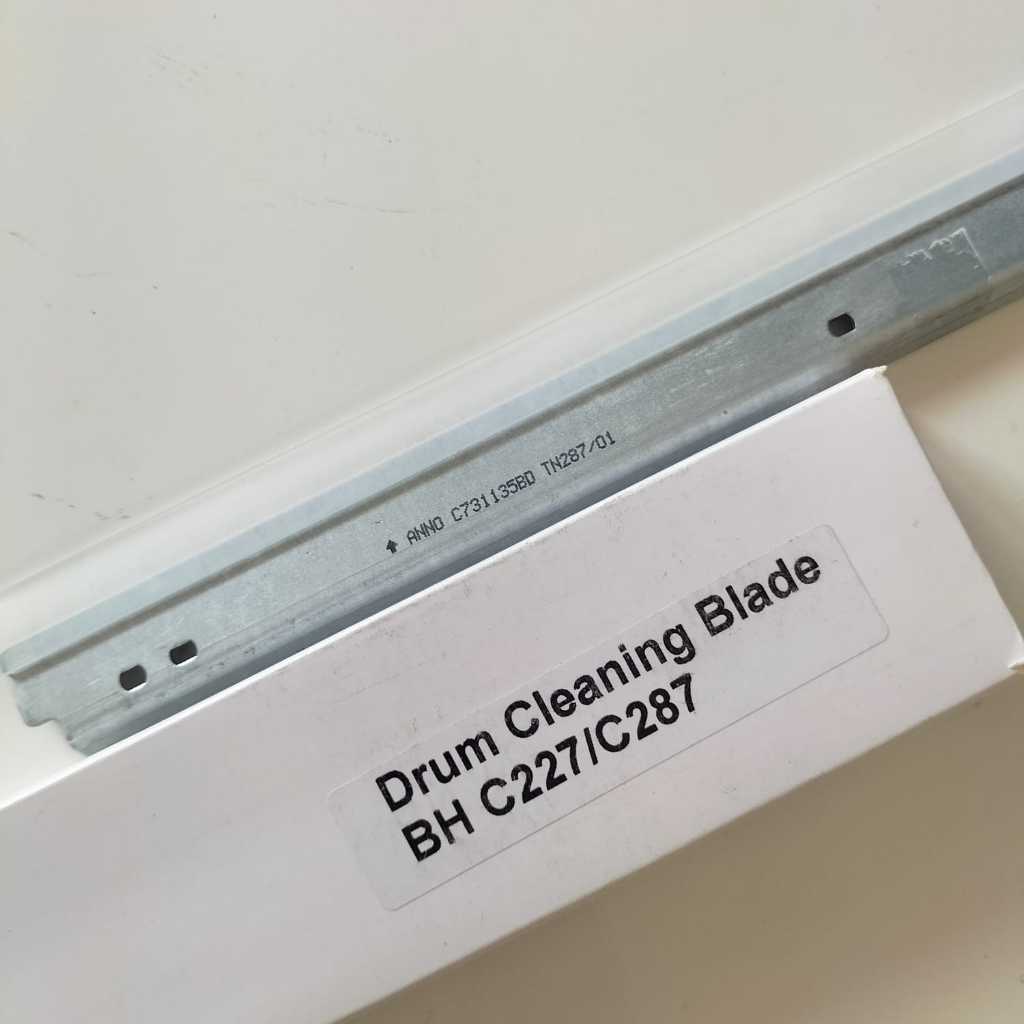 ↑ ANNO C731135BD TN287/01
Drum Cleaning Blade
BH C227/C287